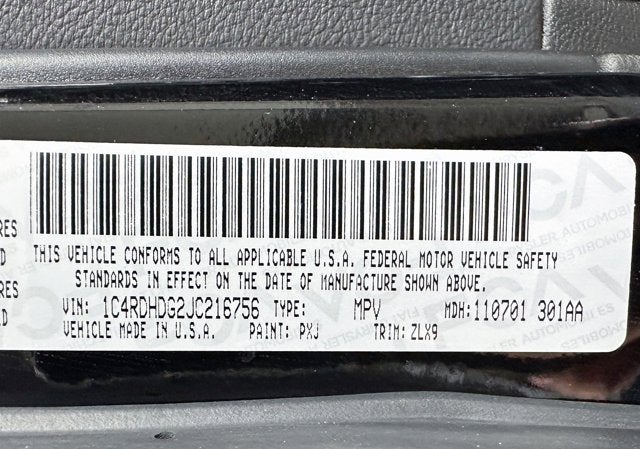 THIS VEHICLE CONFORMS TO ALL APPLICABLE U.S.A. FEDERAL MOTOR VEHICLE SAFETY
STANDARDS IN EFFECT ON THE DATE OF MANUFACTURE SHOWN ABOVE.
VIN: 1C4RDHDG2JC216756 TYPE: MPV MDH: 110701 301AA
VEHICLE MADE IN U.S.A. PAINT: PXJ TRIM: ZLX9